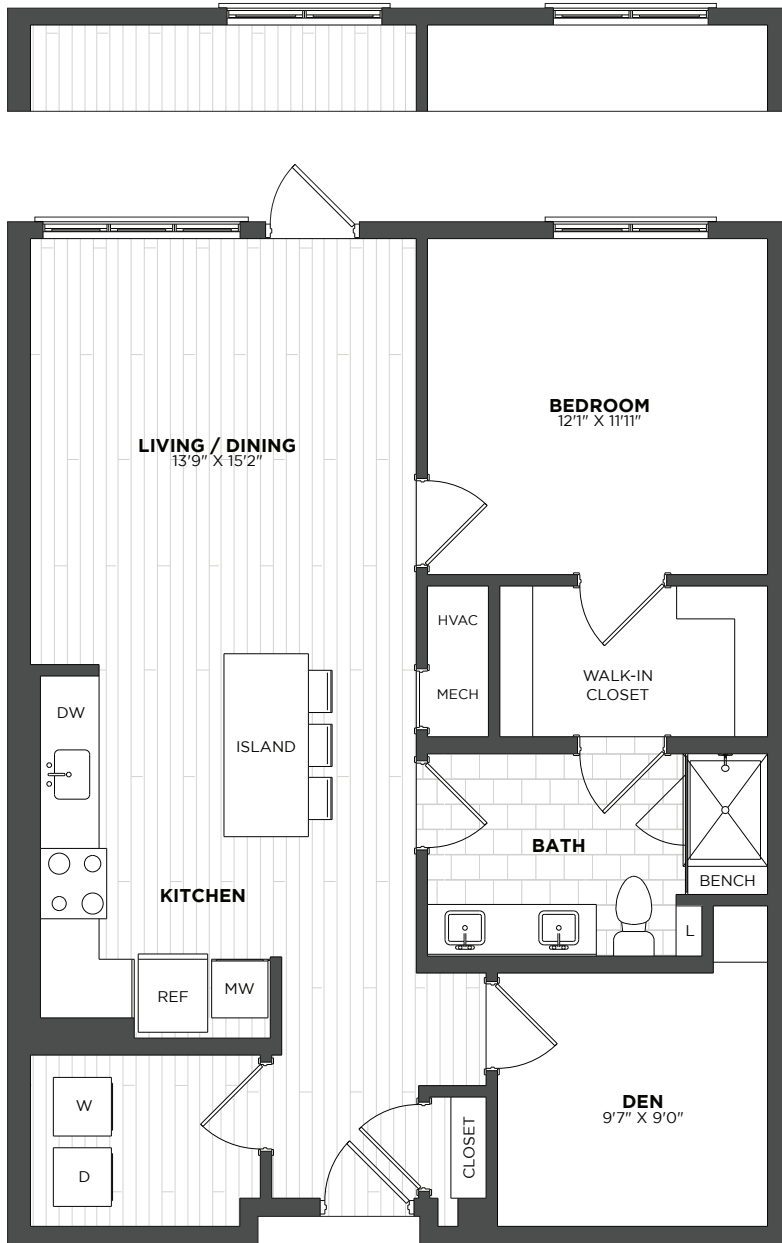 BEDROOM
12'1" X 11'11"
LIVING / DINING
13'9" X 15'2"
HVAC
MECH
WALK-IN
CLOSET
DW
ISLAND
BATH
BENCH
KITCHEN
L
REF
MW
W
D
CLOSET
DEN
9'7" X 9'0"